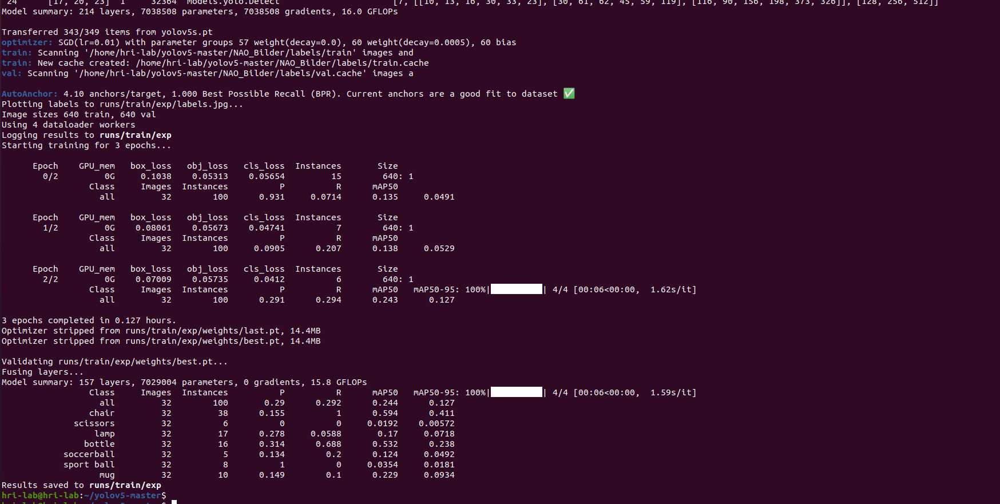 24 [17, 20, 23] 1 32364 models.yolo.Detect [7, [[10, 13, 16, 30, 33, 23], [30, 61, 62, 45, 59, 119], [116, 90, 156, 198, 373, 326]], [128, 256, 512]]
Model summary: 214 layers, 7038508 parameters, 7038508 gradients, 16.0 GFLOPs
Transferred 343/349 items from yolov5s.pt
optimizer: SGD(lr=0.01) with parameter groups 57 weight(decay=0.0), 60 weight(decay=0.0005), 60 bias
train: Scanning '/home/hri-lab/yolov5-master/NAO_Bilder/labels/train' images and
train: New cache created: /home/hri-lab/yolov5-master/NAO_Bilder/labels/train.cache
val: Scanning '/home/hri-lab/yolov5-master/NAO_Bilder/labels/val.cache' images a
AutoAnchor: 4.10 anchors/target, 1.000 Best Possible Recall (BPR). Current anchors are a good fit to dataset ✅
Plotting labels to runs/train/exp/labels.jpg...
Image sizes 640 train, 640 val
Using 4 dataloader workers
Logging results to runs/train/exp
Starting training for 3 epochs...
Epoch GPU_mem box_loss obj_loss cls_loss Instances Size
0/2 0G 0.1038 0.05313 0.05654 15 640: 1
Class Images Instances P R mAP50
all 32 100 0.931 0.0714 0.135 0.0491
Epoch GPU_mem box_loss obj_loss cls_loss Instances Size
1/2 0G 0.08061 0.05673 0.04741 7 640: 1
Class Images Instances P R mAP50
all 32 100 0.0905 0.207 0.138 0.0529
Epoch GPU_mem box_loss obj_loss cls_loss Instances Size
2/2 0G 0.07009 0.05735 0.0412 6 640: 1
Class Images Instances P R mAP50 mAP50-95: 100%|██████████| 4/4 [00:06<00:00, 1.62s/it]
all 32 100 0.291 0.294 0.243 0.127
3 epochs completed in 0.127 hours.
Optimizer stripped from runs/train/exp/weights/last.pt, 14.4MB
Optimizer stripped from runs/train/exp/weights/best.pt, 14.4MB
Validating runs/train/exp/weights/best.pt...
Fusing layers...
Model summary: 157 layers, 7029004 parameters, 0 gradients, 15.8 GFLOPs
Class Images Instances P R mAP50 mAP50-95: 100%|██████████| 4/4 [00:06<00:00, 1.59s/it]
all 32 100 0.29 0.292 0.244 0.127
chair 32 38 0.155 1 0.594 0.411
scissors 32 6 0 0 0.0192 0.00572
lamp 32 17 0.278 0.0588 0.17 0.0718
bottle 32 16 0.314 0.688 0.532 0.238
soccerball 32 5 0.134 0.2 0.124 0.0492
sport ball 32 8 1 0 0.0354 0.0181
mug 32 10 0.149 0.1 0.229 0.0934
Results saved to runs/train/exp
hri-lab@hri-lab:~/yolov5-master$
hri-lab@hri-lab:~/yolov5-master$